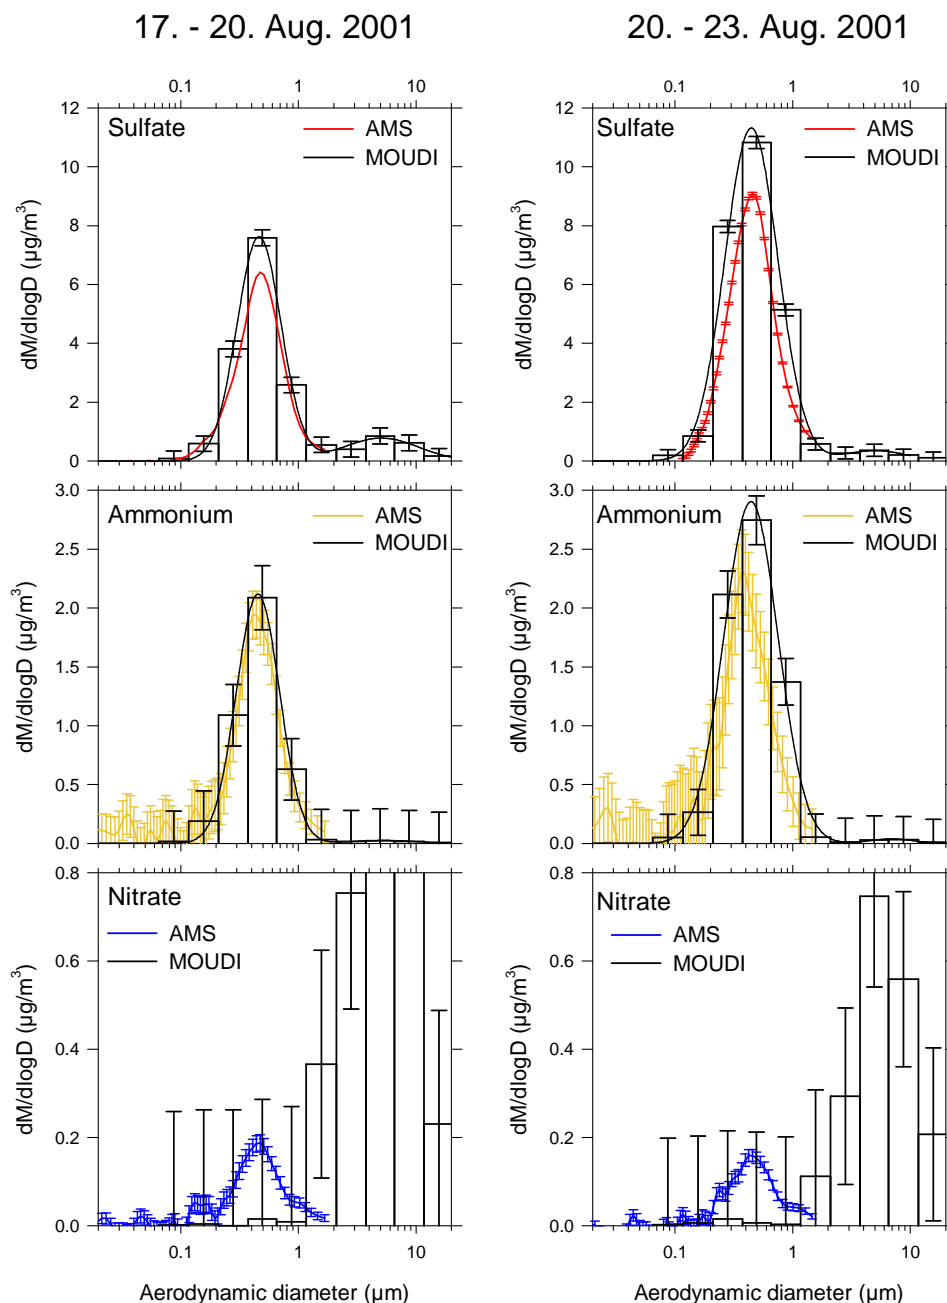 17. - 20. Aug. 2001
20. - 23. Aug. 2001
0.1 1 10
0.1 1 10
12
10
8
6
4
2
0
dM/dlogD (µg/m³)
Sulfate
AMS
MOUDI
12
10
8
6
4
2
0
dM/dlogD (µg/m³)
Sulfate
AMS
MOUDI
3.0
2.5
2.0
1.5
1.0
0.5
0.0
dM/dlogD (µg/m³)
Ammonium
AMS
MOUDI
3.0
2.5
2.0
1.5
1.0
0.5
0.0
dM/dlogD (µg/m³)
Ammonium
AMS
MOUDI
0.8
0.6
0.4
0.2
0.0
dM/dlogD (µg/m³)
Nitrate
AMS
MOUDI
0.8
0.6
0.4
0.2
0.0
dM/dlogD (µg/m³)
Nitrate
AMS
MOUDI
0.1 1 10
0.1 1 10
Aerodynamic diameter (µm)
Aerodynamic diameter (µm)